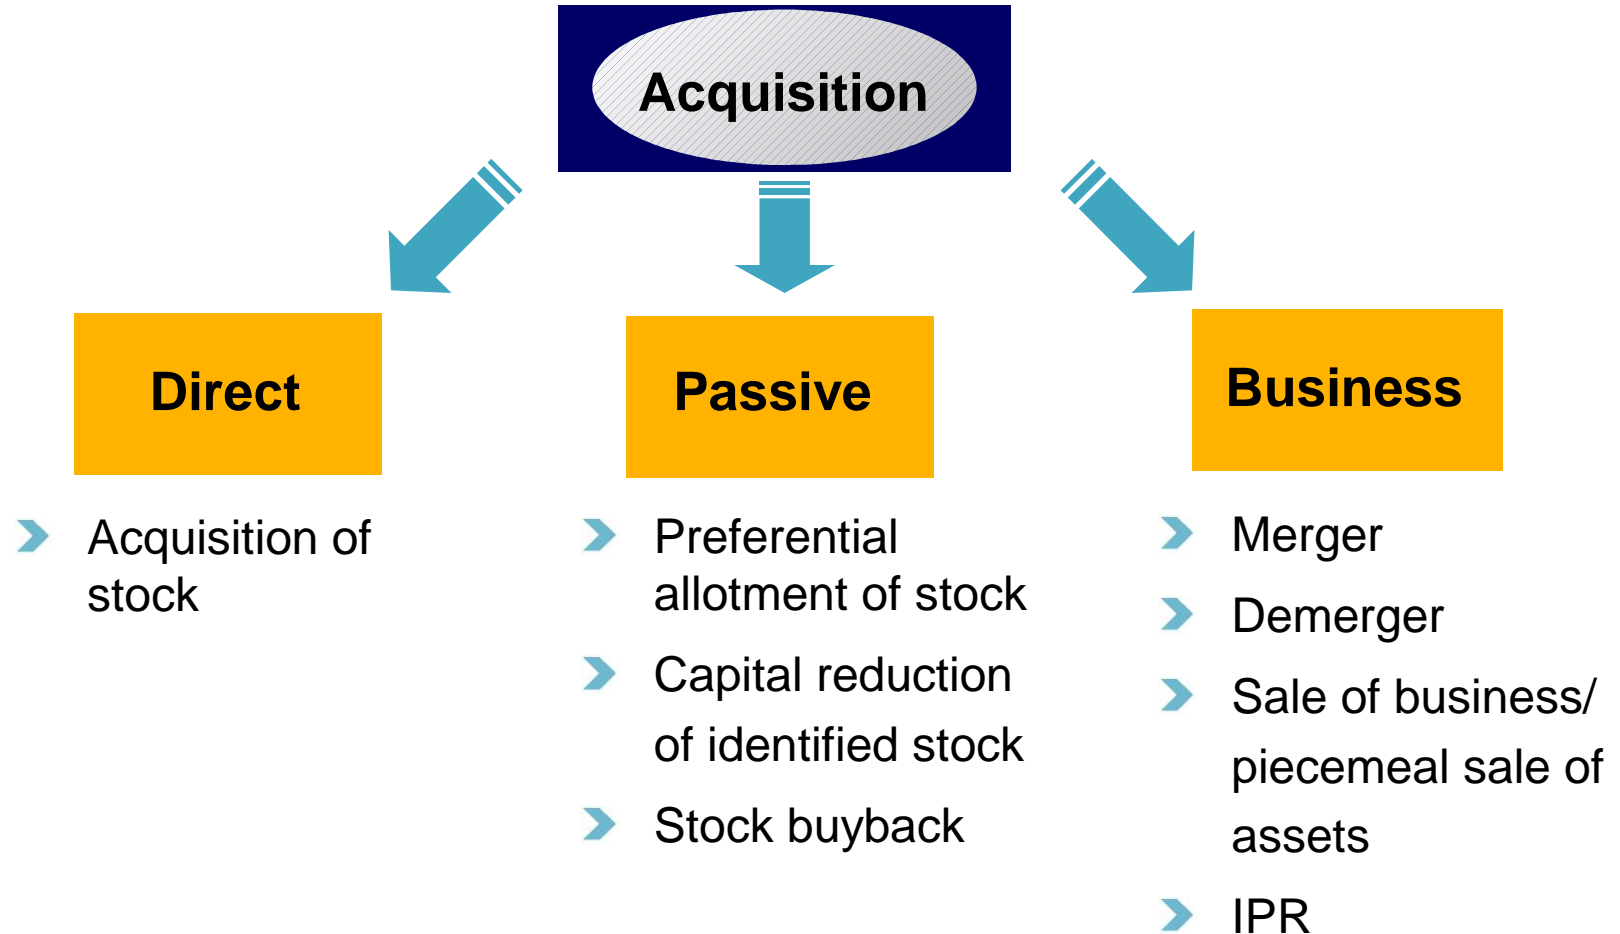 Acquisition
Direct
Passive
Business
Acquisition of
stock
Preferential
allotment of stock
Capital reduction
of identified stock
Stock buyback
Merger
Demerger
Sale of business/
piecemeal sale of
assets
IPR